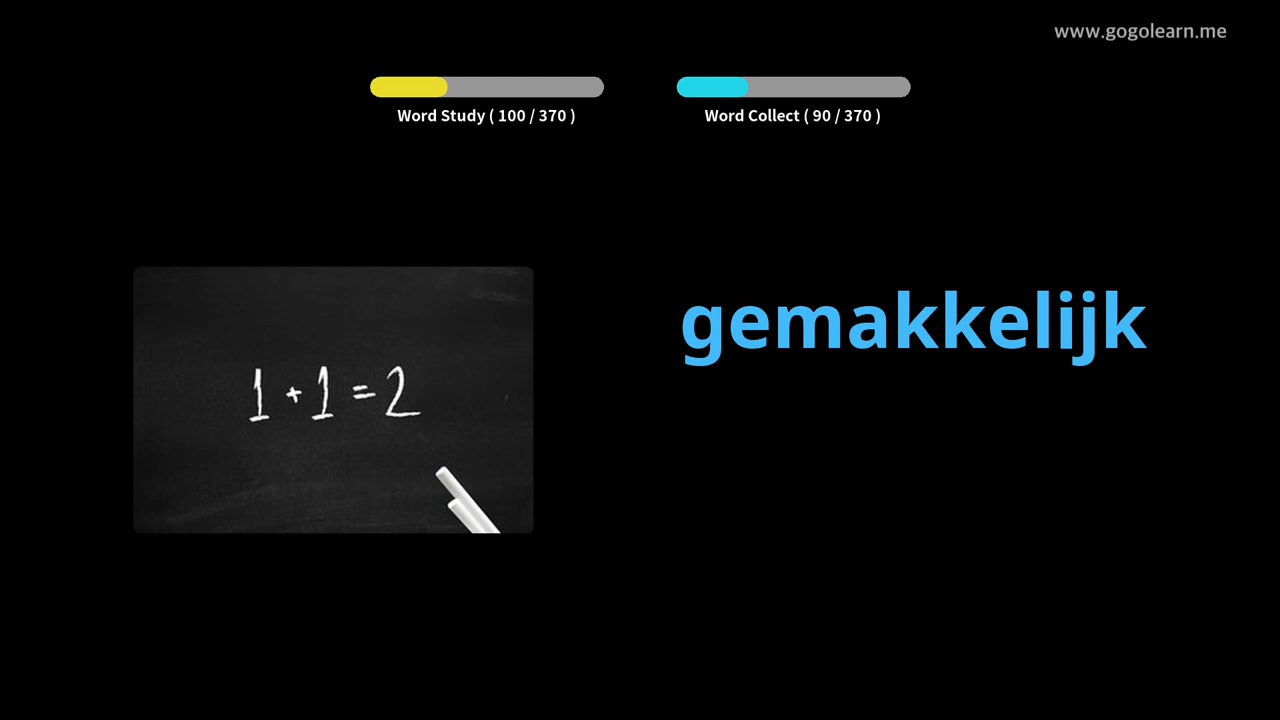 www.gogolearn.me
Word Study ( 100 / 370 )
Word Collect ( 90 / 370 )
gemakkelijk
1 + 1 = 2